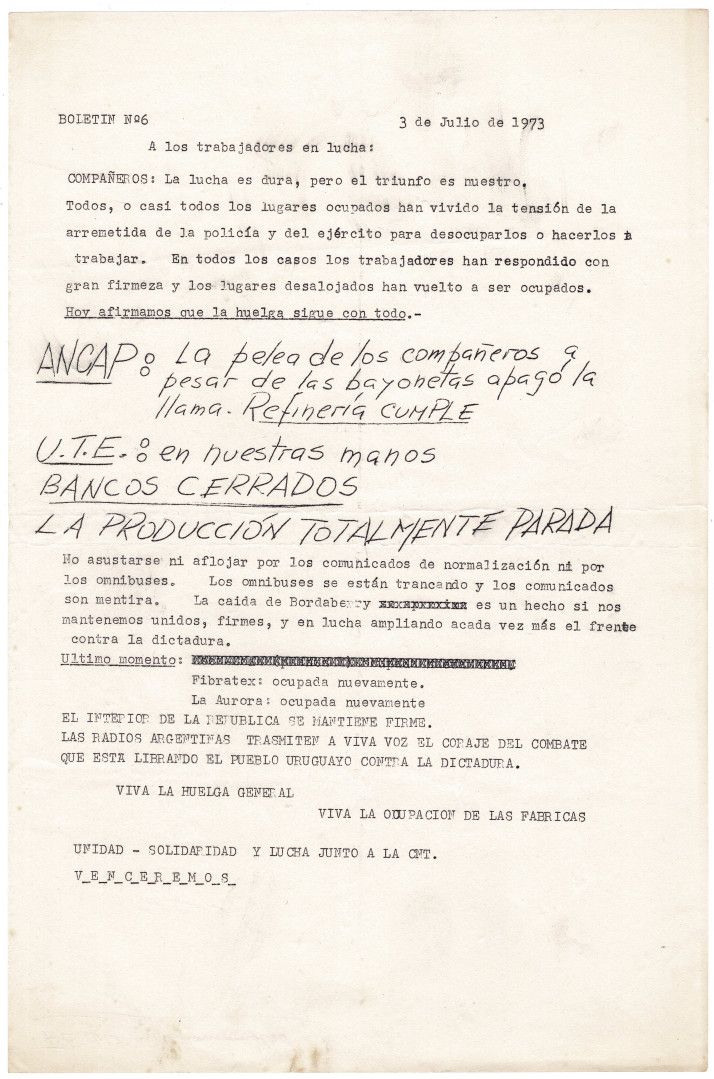 BOLETIN Nº6 3 de Julio de 1973
A los trabajadores en lucha:
COMPAÑEROS: La lucha es dura, pero el triunfo es nuestro.
Todos, o casi todos los lugares ocupados han vivido la tensión de la
arremetida de la policía y del ejército para desocuparlos o hacerlos a
trabajar. En todos los casos los trabajadores han respondido con
gran firmeza y los lugares desalojados han vuelto a ser ocupados.
Hoy afirmamos que la huelga sigue con todo.-
ANCAP: La pelea de los compañeros a
pesar de las bayonetas apagó la
llama. Refinería CUMPLE
U.T.E.: en nuestras manos
BANCOS CERRADOS
LA PRODUCCIÓN TOTALMENTE PARADA
No asustarse ni aflojar por los comunicados de normalización ni por
los omnibuses. Los omnibuses se están trancando y los comunicados
son mentira. La caida de Bordaberry es un hecho si nos
mantenemos unidos, firmes, y en lucha ampliando acada vez más el frente
contra la dictadura.
Ultimo momento:
Fibratex: ocupada nuevamente.
La Aurora: ocupada nuevamente
EL INTERIOR DE LA REPUBLICA SE MANTIENE FIRME.
LAS RADIOS ARGENTINAS TRASMITEN A VIVA VOZ EL CORAJE DEL COMBATE
QUE ESTA LIBRANDO EL PUEBLO URUGUAYO CONTRA LA DICTADURA.
VIVA LA HUELGA GENERAL
VIVA LA OCUPACION DE LAS FABRICAS
UNIDAD - SOLIDARIDAD Y LUCHA JUNTO A LA CNT.
V_E_N_C_E_R_E_M_O_S_